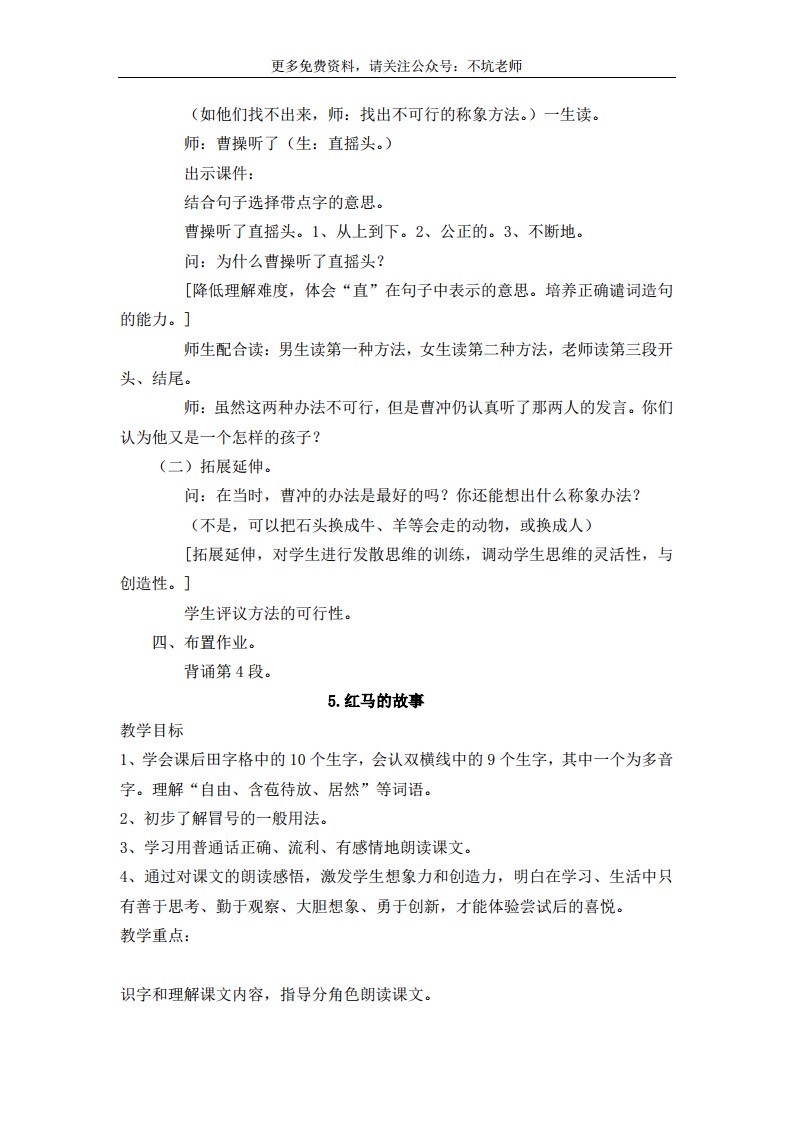 更多免费资料，请关注公众号：不坑老师
（如他们找不出来，师：找出不可行的称象方法。）一生读。
师：曹操听了（生：直摇头。）
出示课件：
结合句子选择带点字的意思。
曹操听了直摇头。1、从上到下。2、公正的。3、不断地。
问：为什么曹操听了直摇头？
[降低理解难度，体会“直”在句子中表示的意思。培养正确谴词造句
的能力。]
师生配合读：男生读第一种方法，女生读第二种方法，老师读第三段开
头、结尾。
师：虽然这两种办法不可行，但是曹冲仍认真听了那两人的发言。你们
认为他又是一个怎样的孩子？
（二）拓展延伸。
问：在当时，曹冲的办法是最好的吗？你还能想出什么称象办法？
（不是，可以把石头换成牛、羊等会走的动物，或换成人）
[拓展延伸，对学生进行发散思维的训练，调动学生思维的灵活性，与
创造性。]
学生评议方法的可行性。
四、布置作业。
背诵第 4 段。
5.红马的故事
教学目标
1、学会课后田字格中的 10 个生字，会认双横线中的 9 个生字，其中一个为多音
字。理解“自由、含苞待放、居然”等词语。
2、初步了解冒号的一般用法。
3、学习用普通话正确、流利、有感情地朗读课文。
4、通过对课文的朗读感悟，激发学生想象力和创造力，明白在学习、生活中只
有善于思考、勤于观察、大胆想象、勇于创新，才能体验尝试后的喜悦。
教学重点：
识字和理解课文内容，指导分角色朗读课文。